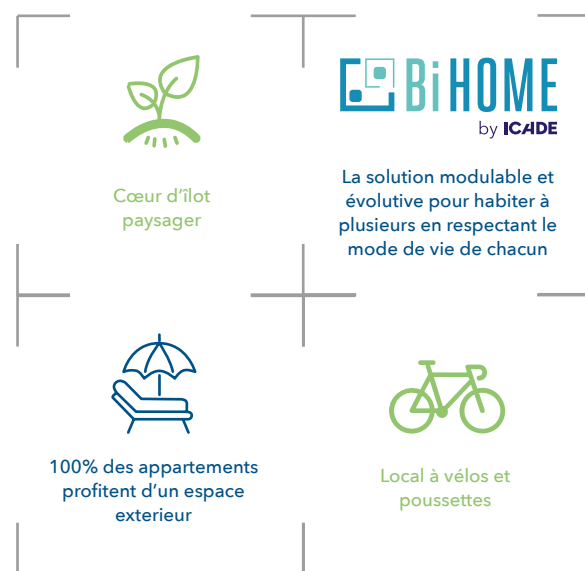 Cœur d'îlot
paysager
BiHOME
by ICADE
La solution modulable et
évolutive pour habiter à
plusieurs en respectant le
mode de vie de chacun
100% des appartements
profitent d'un espace
exterieur
Local à vélos et
poussettes